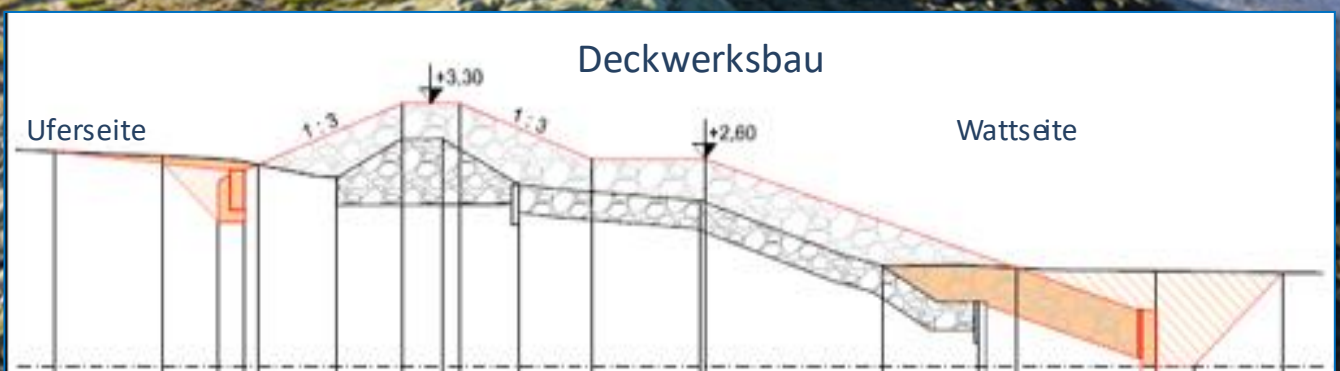 Deckwerksbau
+3,30
1 : 3
1 : 3
Uferseite
+2,60
Wattseite